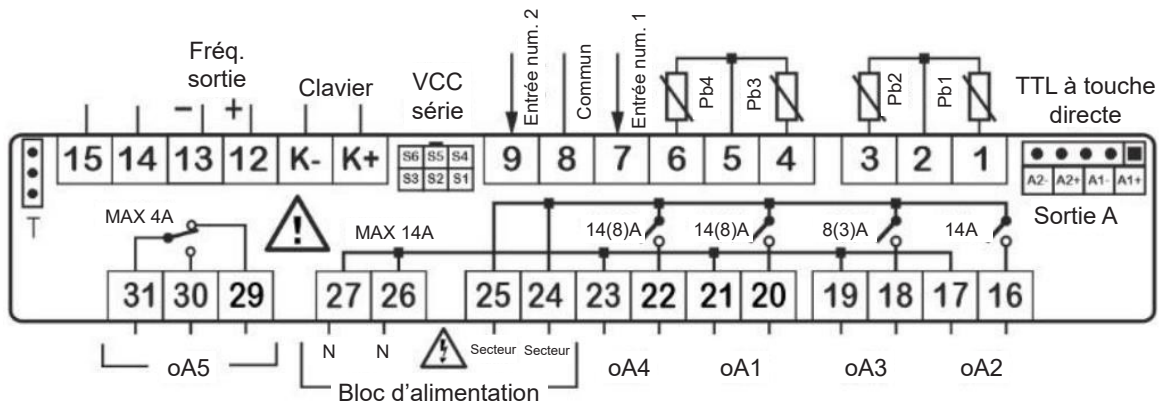 Fréq.
sortie
− +
Clavier
VCC
série
Entrée num. 2
Commun
Entrée num. 1
Pb4
Pb3
Pb2
Pb1
TTL à touche
directe
15 14 13 12 K- K+
S6 S5 S4
S3 S2 S1
9 8 7 6 5 4 3 2 1
A2- A2+ A1- A1+
Sortie A
T
MAX 4A
!
MAX 14A
14(8)A
14(8)A
8(3)A
14A
31 30 29 27 26 25 24 23 22 21 20 19 18 17 16
N N
Secteur Secteur
oA5
Bloc d'alimentation
oA4
oA1
oA3
oA2